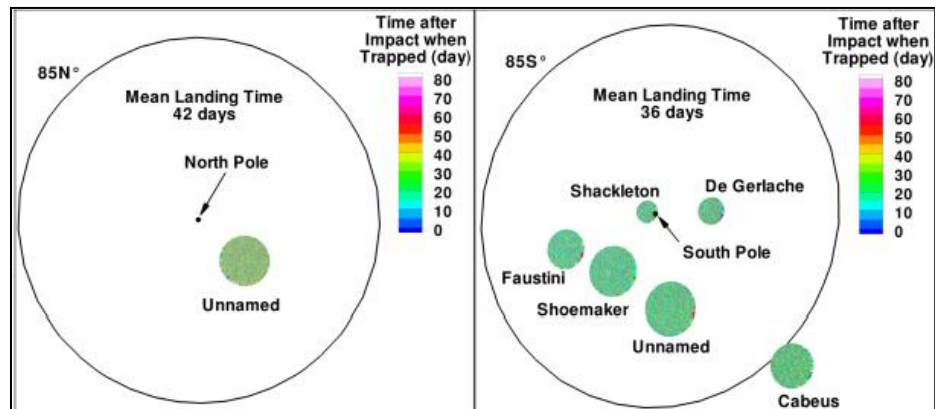 85N°
Mean Landing Time
42 days
North Pole
Unnamed
Time after
Impact when
Trapped (day)
80
70
60
50
40
30
20
10
0
85S°
Mean Landing Time
36 days
Shackleton
De Gerlache
South Pole
Faustini
Shoemaker
Unnamed
Cabeus
Time after
Impact when
Trapped (day)
80
70
60
50
40
30
20
10
0